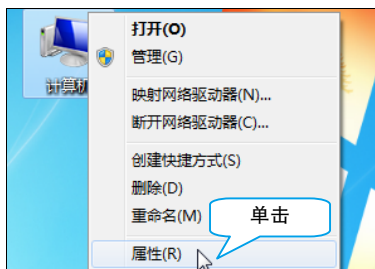 计算机
打开(O)
管理(G)
映射网络驱动器(N)...
断开网络驱动器(C)...
创建快捷方式(S)
删除(D)
重命名(M)
单击
属性(R)